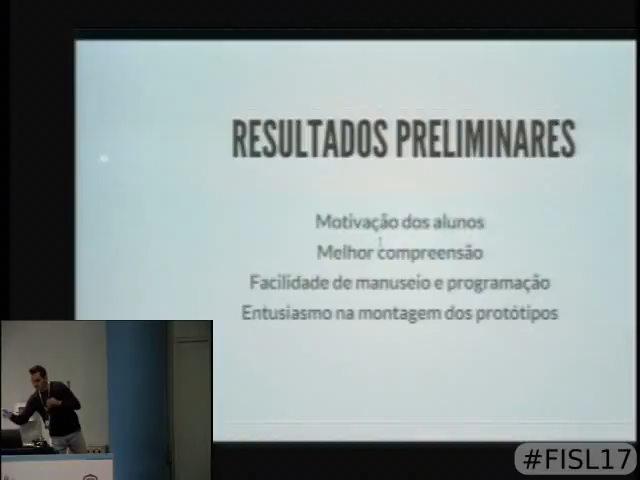 RESULTADOS PRELIMINARES
Motivação dos alunos
Melhor compreensão
Facilidade de manuseio e programação
Entusiasmo na montagem dos protótipos
#FISL17